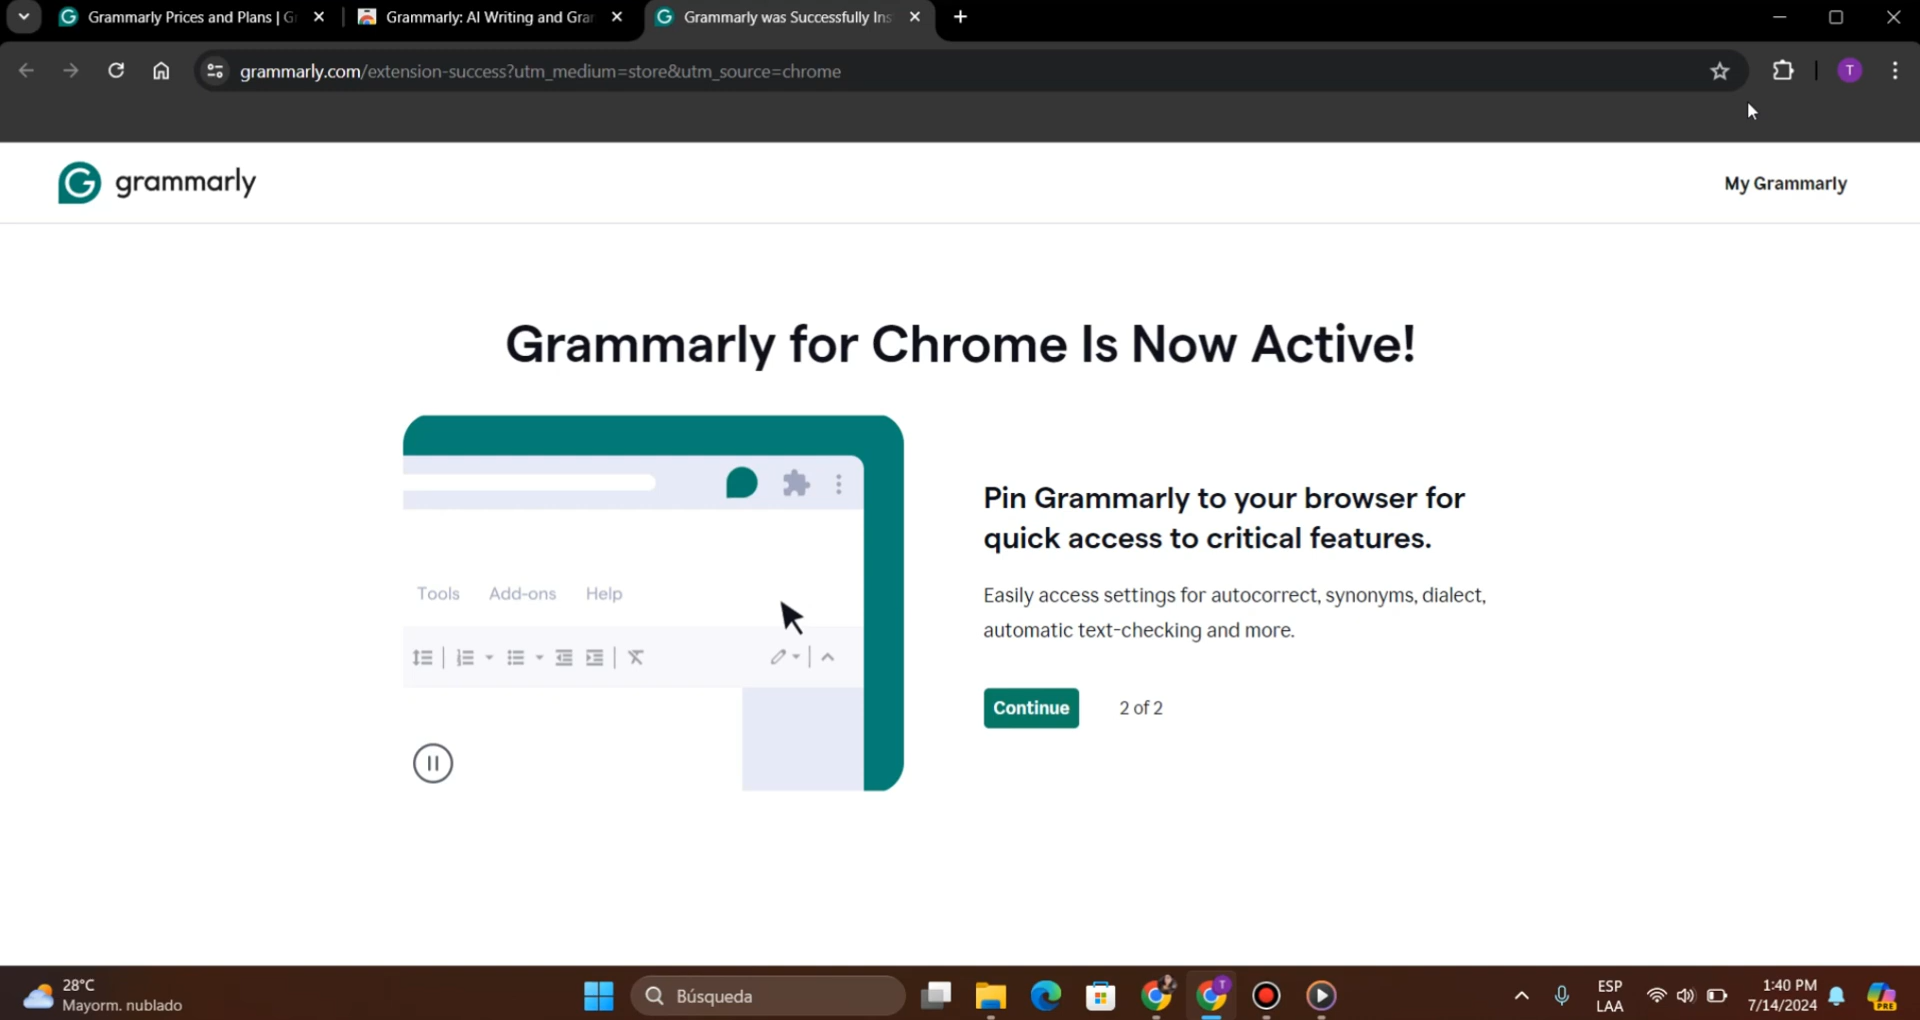 Grammarly Prices and Plans | G
Grammarly: AI Writing and Gra
Grammarly was Successfully Ins
grammarly.com/extension-success?utm_medium=store&utm_source=chrome
T
grammarly
My Grammarly
Grammarly for Chrome Is Now Active!
Tools Add-ons Help
Pin Grammarly to your browser for
quick access to critical features.
Easily access settings for autocorrect, synonyms, dialect,
automatic text-checking and more.
Continue 2 of 2
28°C
Mayorm. nublado
Búsqueda
T
ESP
LAA
1:40 PM
7/14/2024
PRE